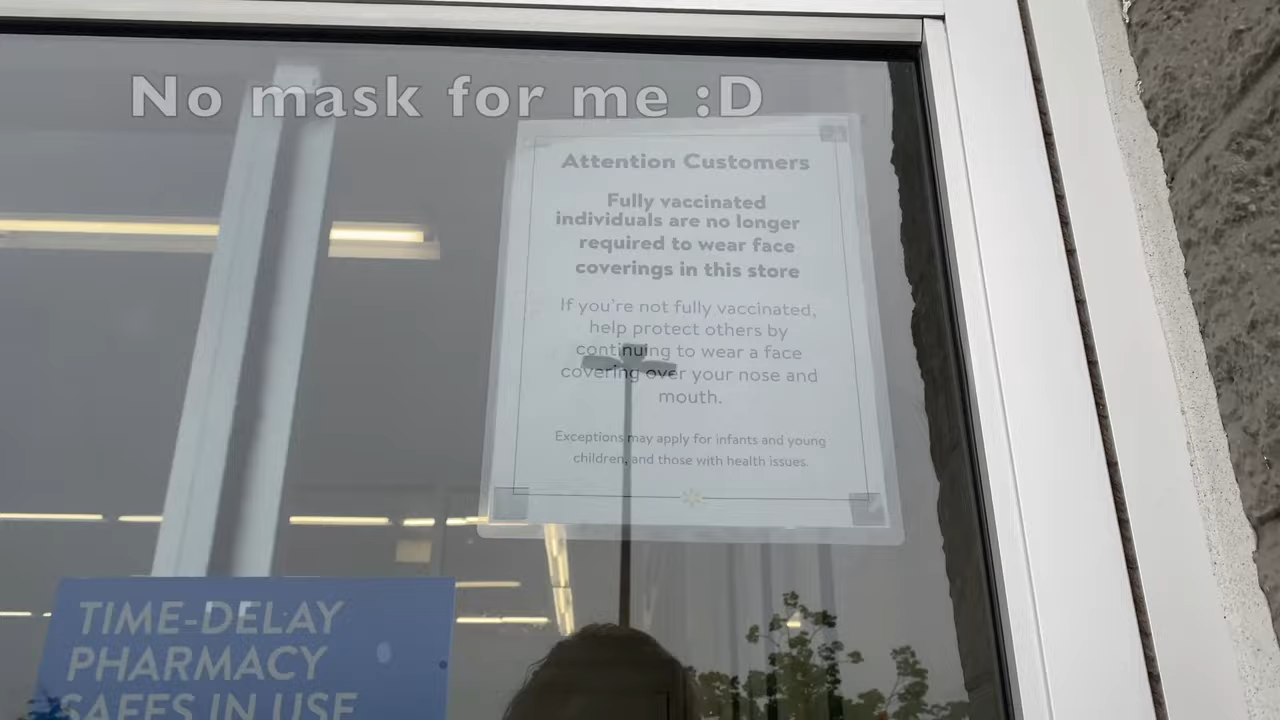 No mask for me :D
Attention Customers
Fully vaccinated
individuals are no longer
required to wear face
coverings in this store
If you're not fully vaccinated,
help protect others by
continuing to wear a face
covering over your nose and
mouth.
Exceptions may apply for infants and young
children, and those with health issues.
TIME-DELAY
PHARMACY
SAFES IN USE